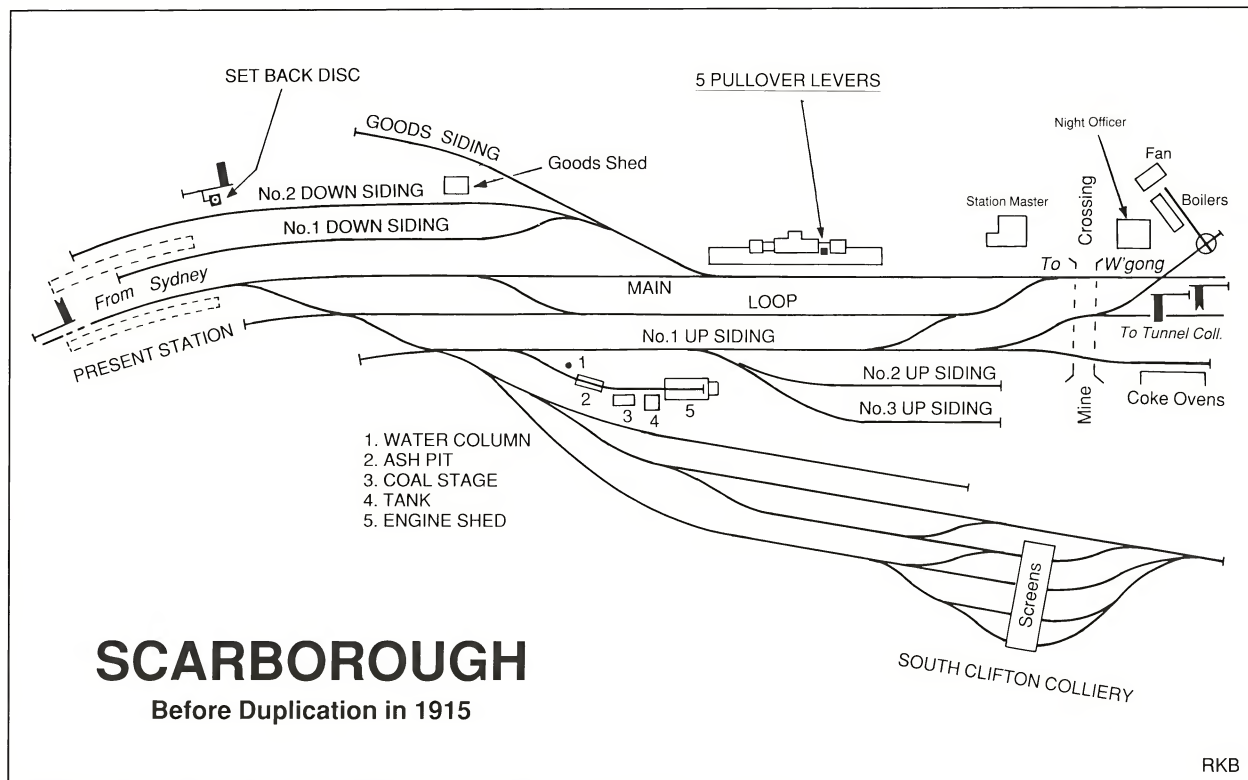 SET BACK DISC
5 PULLOVER LEVERS
GOODS SIDING
Goods Shed
Night Officer
Fan
Boilers
Station Master
Crossing
No.2 DOWN SIDING
No.1 DOWN SIDING
From Sydney
To W'gong
MAIN
LOOP
PRESENT STATION
No.1 UP SIDING
To Tunnel Coll.
No.2 UP SIDING
No.3 UP SIDING
Mine
Coke Ovens
1
2
3
4
5
1. WATER COLUMN
2. ASH PIT
3. COAL STAGE
4. TANK
5. ENGINE SHED
Screens
SOUTH CLIFTON COLLIERY
SCARBOROUGH
Before Duplication in 1915
RKB